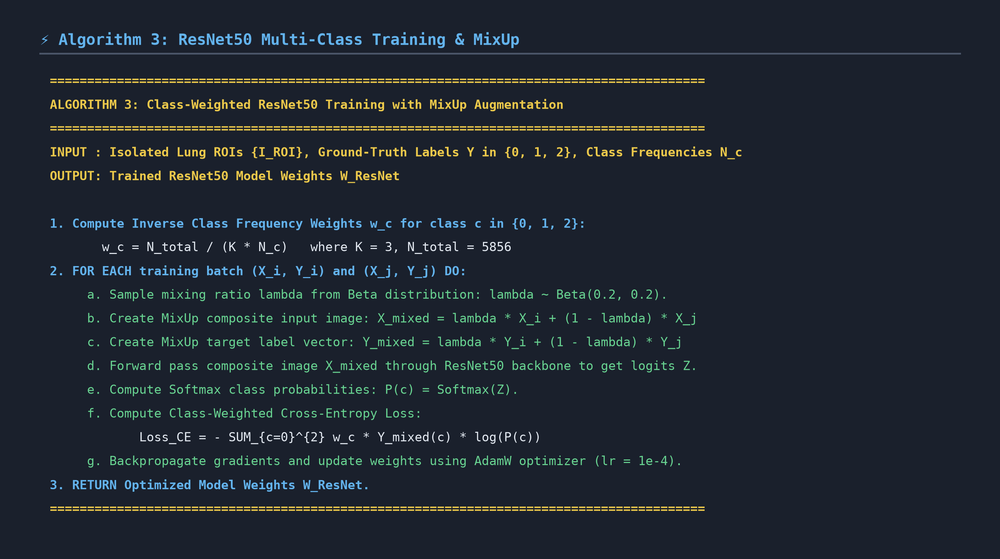 ⚡ Algorithm 3: ResNet50 Multi-Class Training & MixUp
========================================================================================
ALGORITHM 3: Class-Weighted ResNet50 Training with MixUp Augmentation
========================================================================================
INPUT : Isolated Lung ROIs {I_ROI}, Ground-Truth Labels Y in {0, 1, 2}, Class Frequencies N_c
OUTPUT: Trained ResNet50 Model Weights W_ResNet
1. Compute Inverse Class Frequency Weights w_c for class c in {0, 1, 2}:
w_c = N_total / (K * N_c)   where K = 3, N_total = 5856
2. FOR EACH training batch (X_i, Y_i) and (X_j, Y_j) DO:
a. Sample mixing ratio lambda from Beta distribution: lambda ~ Beta(0.2, 0.2).
b. Create MixUp composite input image: X_mixed = lambda * X_i + (1 - lambda) * X_j
c. Create MixUp target label vector: Y_mixed = lambda * Y_i + (1 - lambda) * Y_j
d. Forward pass composite image X_mixed through ResNet50 backbone to get logits Z.
e. Compute Softmax class probabilities: P(c) = Softmax(Z).
f. Compute Class-Weighted Cross-Entropy Loss:
Loss_CE = - SUM_{c=0}^{2} w_c * Y_mixed(c) * log(P(c))
g. Backpropagate gradients and update weights using AdamW optimizer (lr = 1e-4).
3. RETURN Optimized Model Weights W_ResNet.
========================================================================================